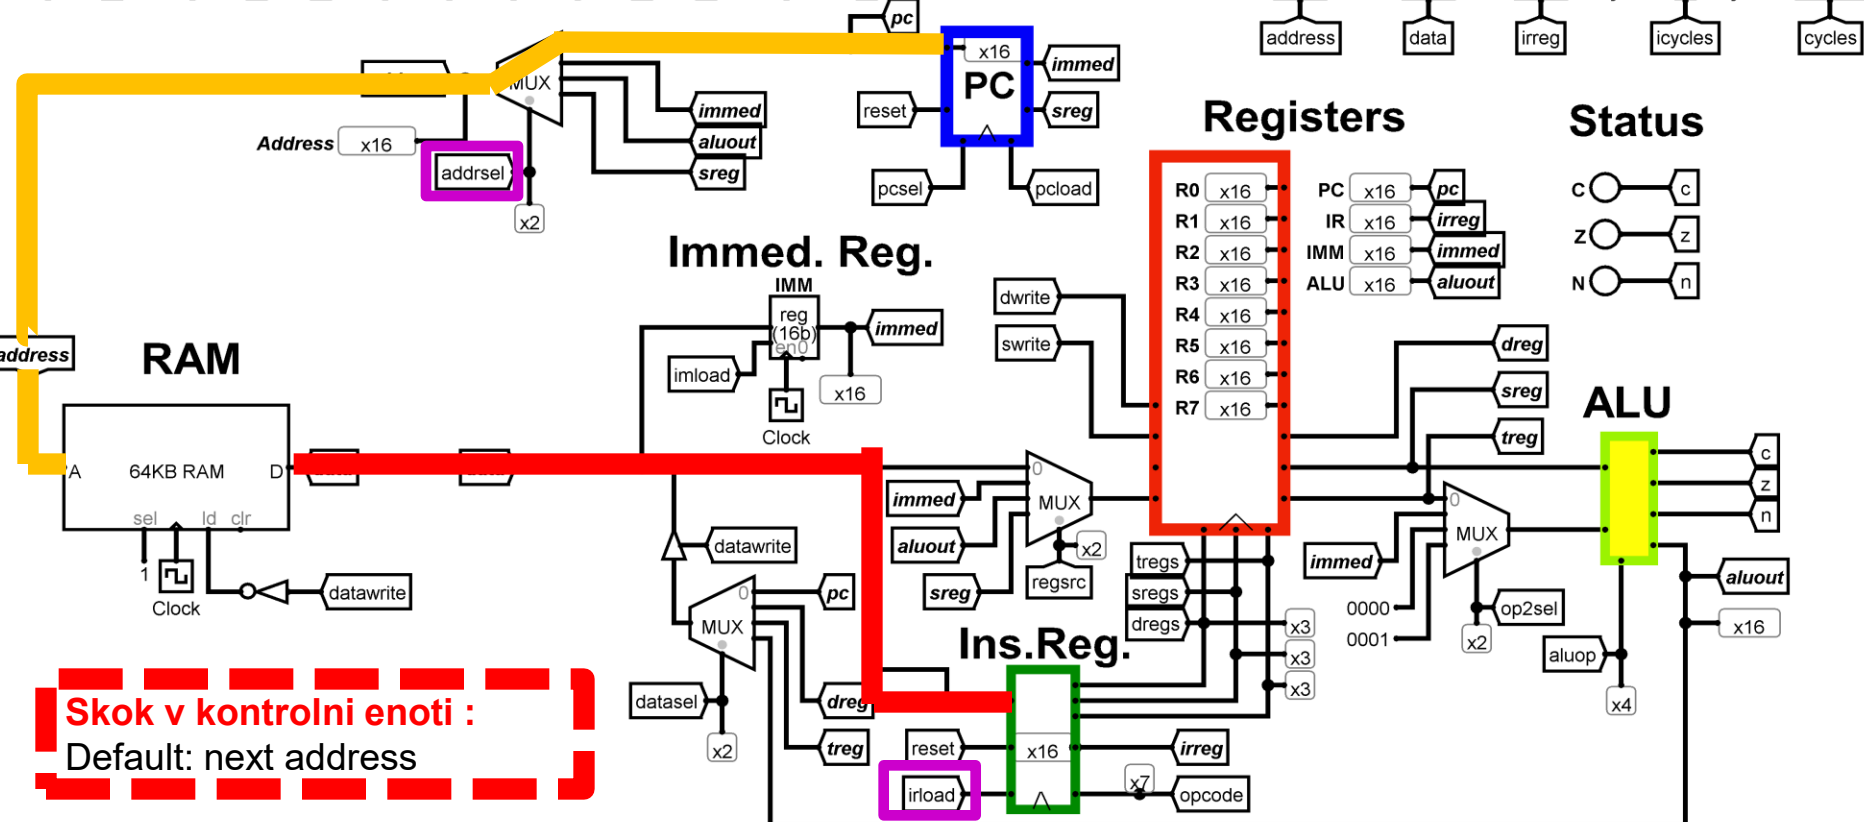 pc
address
data
irreg
icycles
cycles
x16
immed
PC
MUX
reset
sreg
immed
aluout
sreg
Address
x16
addrsel
x2
pcsel
pcload
Registers
Status
R0 x16
R1 x16
R2 x16
R3 x16
R4 x16
R5 x16
R6 x16
R7 x16
PC x16 pc
IR x16 irreg
IMM x16 immed
ALU x16 aluout
C c
Z z
N n
Immed. Reg.
IMM
reg
(16b)
en0
immed
imload
x16
Clock
dwrite
swrite
dreg
sreg
treg
address
RAM
A
64KB RAM
D
sel
ld
clr
1
Clock
datawrite
datawrite
0
MUX
immed
aluout
sreg
x2
regsrc
tregs
sregs
dregs
x3
x3
x3
ALU
0
MUX
immed
0000
0001
op2sel
x2
c
z
n
aluout
x16
aluop
x4
0
MUX
pc
dreg
treg
datasel
x2
Ins.Reg.
reset
x16
irreg
irload
x7
opcode
Skok v kontrolni enoti :
Default: next address